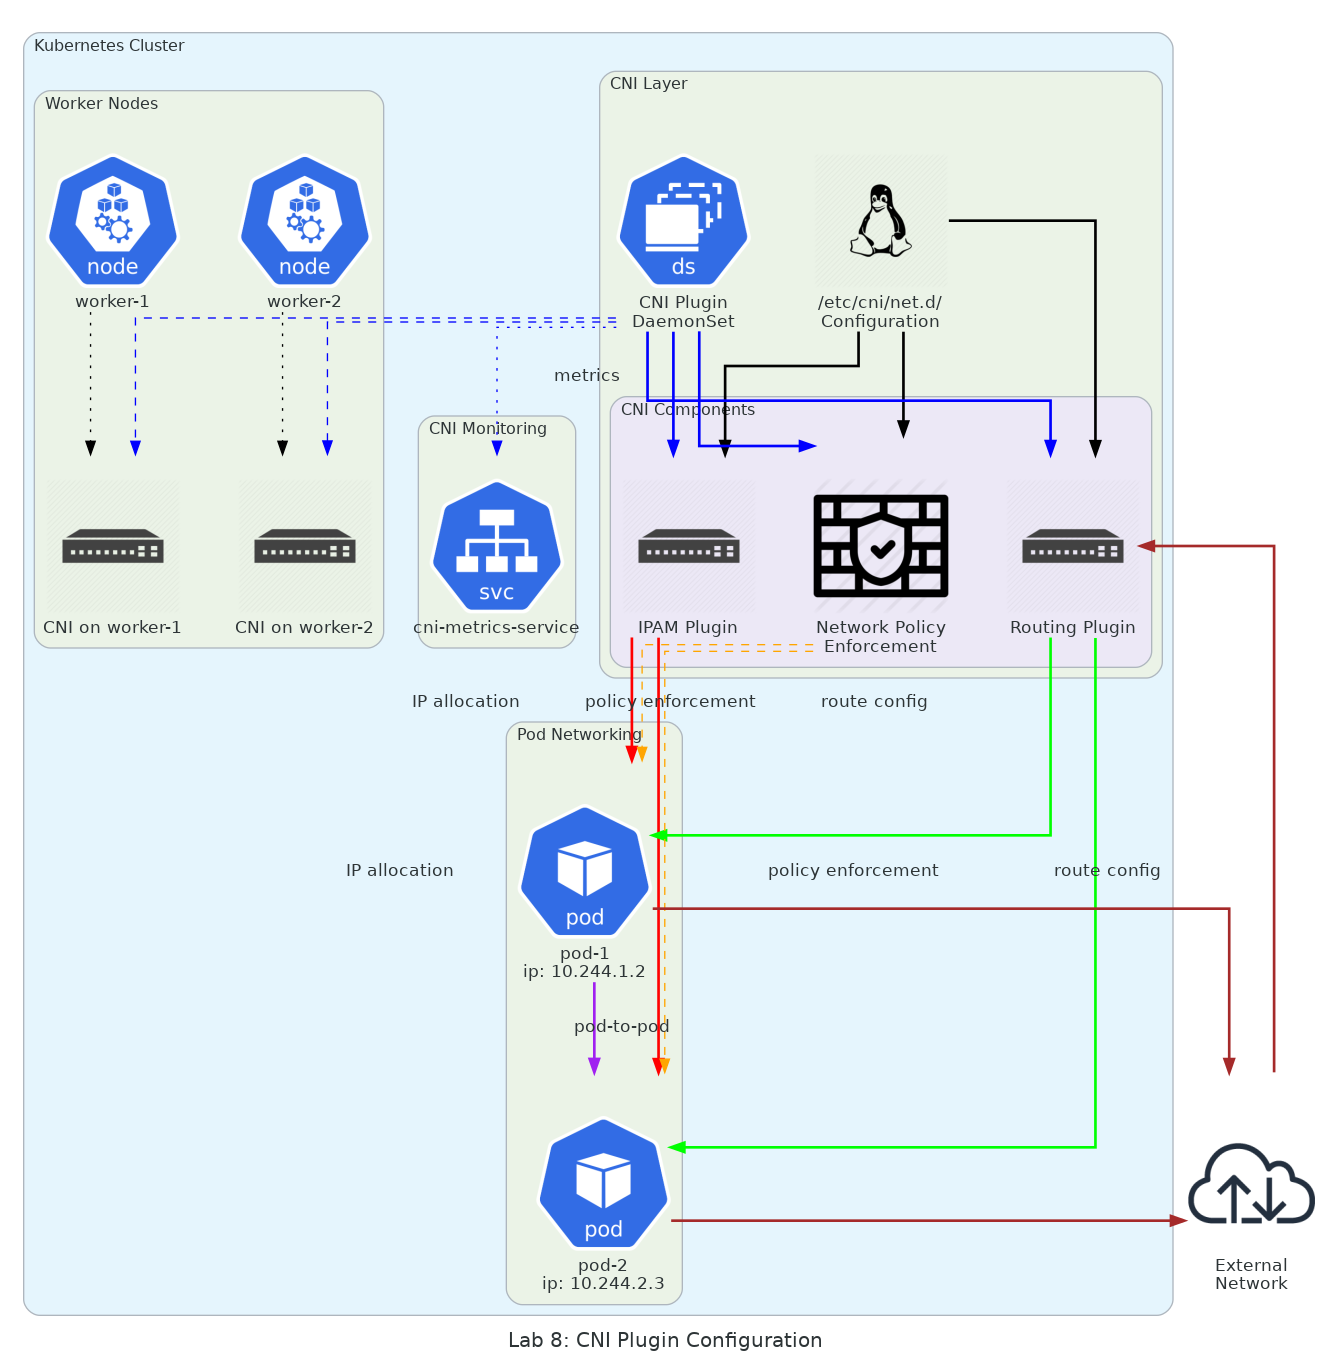 Kubernetes Cluster
CNI Layer
Worker Nodes
node
node
ds
worker-1
worker-2
CNI Plugin
DaemonSet
/etc/cni/net.d/
Configuration
metrics
CNI Components
CNI Monitoring
svc
CNI on worker-1
CNI on worker-2
cni-metrics-service
IPAM Plugin
Network Policy
Enforcement
Routing Plugin
IP allocation
policy enforcement
route config
Pod Networking
IP allocation
policy enforcement
route config
pod
pod-1
ip: 10.244.1.2
pod-to-pod
pod
pod-2
ip: 10.244.2.3
External
Network
Lab 8: CNI Plugin Configuration